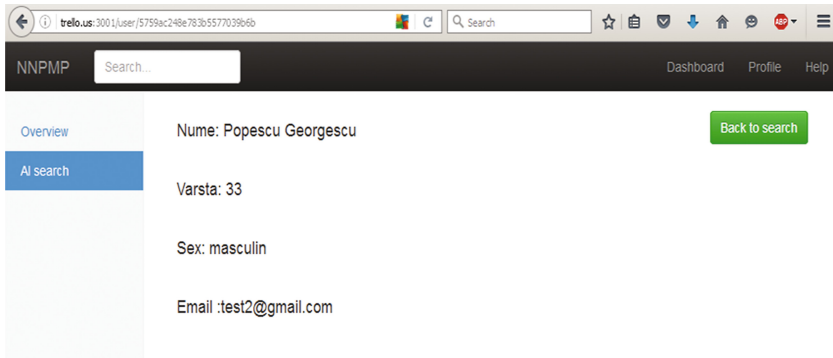 trello.us:3001/user/5759ac248e783b5577039b6b
Search
ABP
NNPMP
Search...
Dashboard
Profile
Help
Overview
AI search
Nume: Popescu Georgescu
Back to search
Varsta: 33
Sex: masculin
Email :test2@gmail.com